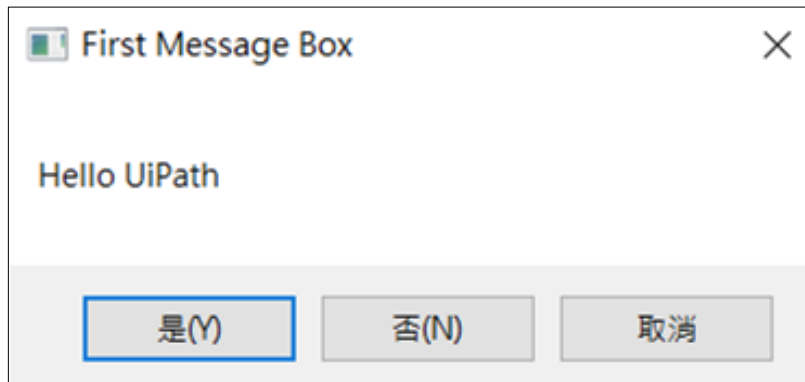 First Message Box
Hello UiPath
是(Y) 否(N) 取消